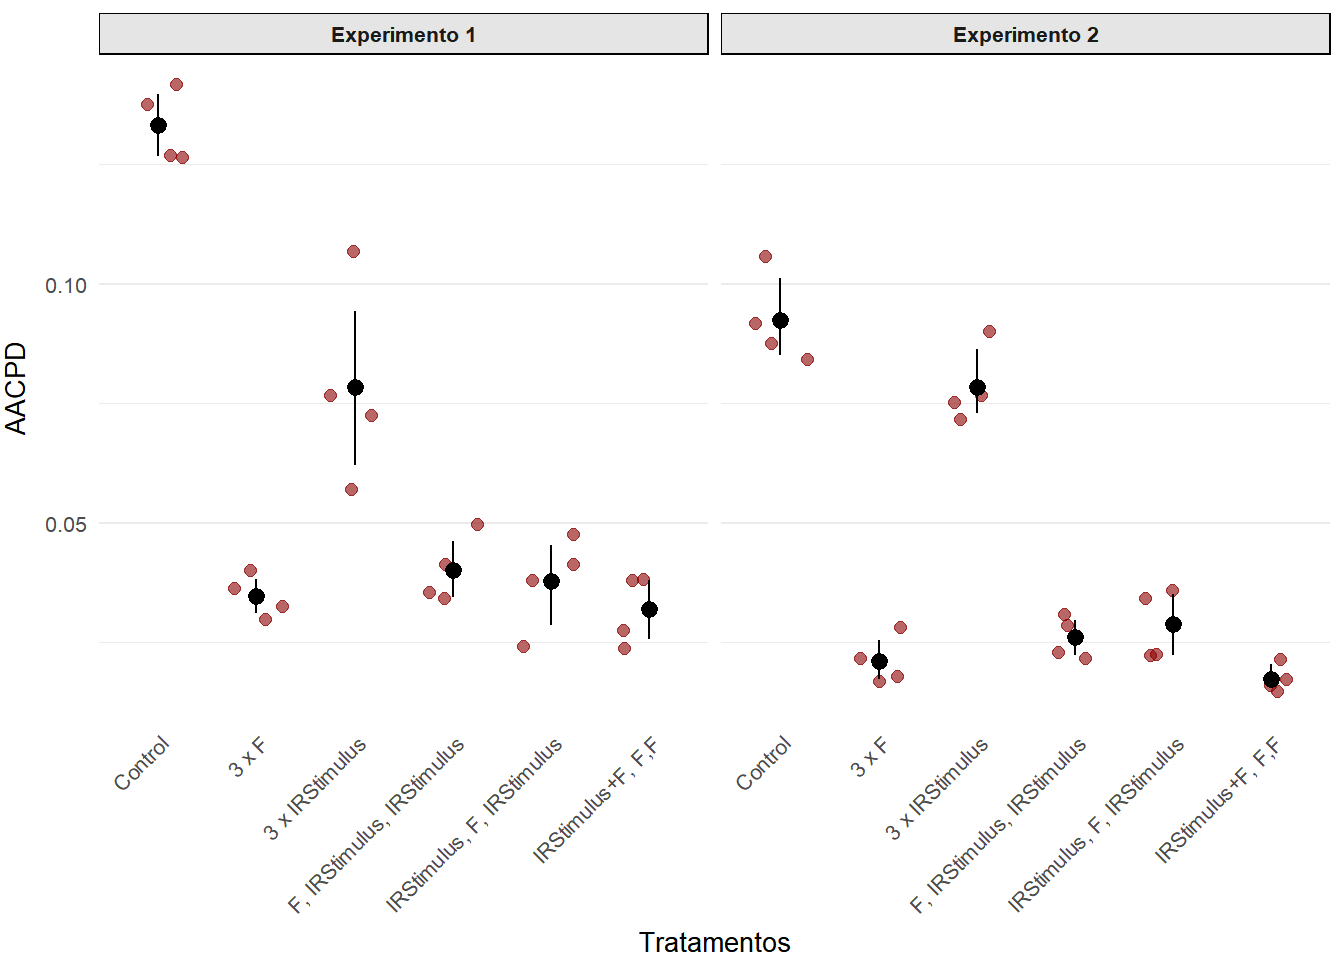 Experimento 1
Experimento 2
AACPD
0.10
0.05
Control
3 x F
3 x IRStimulus
F, IRStimulus, IRStimulus
IRStimulus, F, IRStimulus
IRStimulus+F, F,F
Control
3 x F
3 x IRStimulus
F, IRStimulus, IRStimulus
IRStimulus, F, IRStimulus
IRStimulus+F, F,F
Tratamentos